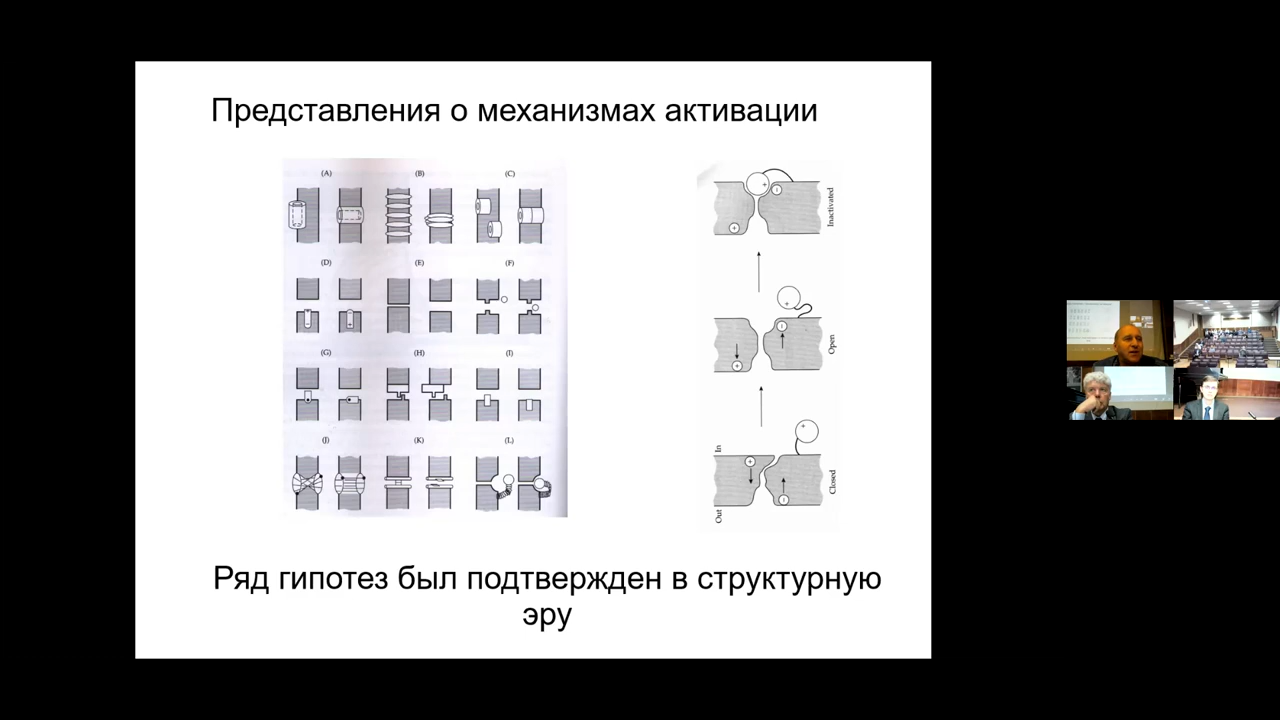 Представления о механизмах активации
(A)
(B)
(C)
(D)
(E)
(F)
(G)
(H)
(I)
(J)
(K)
(L)
Inactivated
Open
In
Out
Closed
Ряд гипотез был подтвержден в структурную
эру